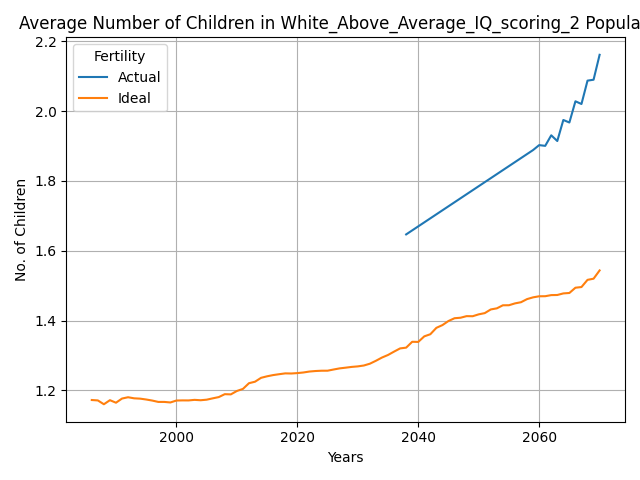 Average Number of Children in White_Above_Average_IQ_scoring_2 Popula
Fertility
Actual
Ideal
No. of Children
2.2
2.0
1.8
1.6
1.4
1.2
2000
2020
2040
2060
Years